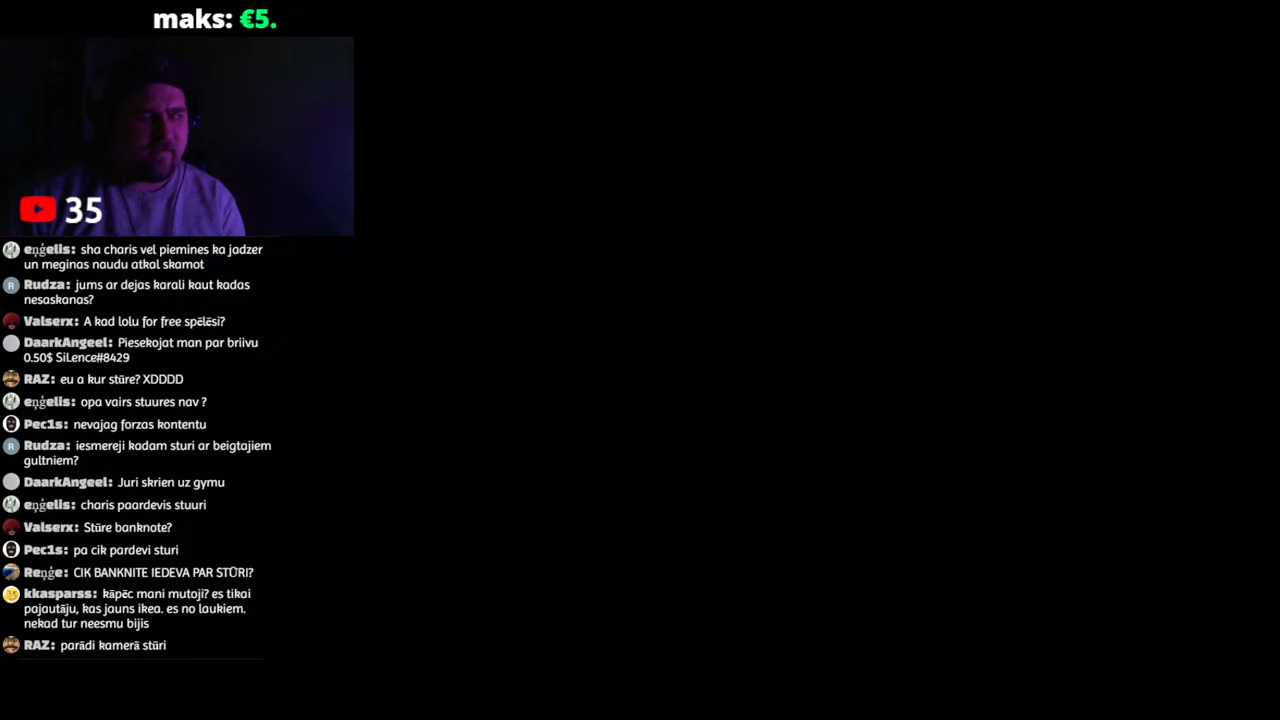 maks: €5.
35
eņģelis: sha charis vel piemines ka jadzer
un meginas naudu atkal skamot
R Rudza: jums ar dejas karali kaut kadas
nesaskanas?
Valserx: A kad lolu for free spēlēsi?
DaarkAngeel: Piesekojat man par briivu
0.50$ SiLence#8429
RAZ: eu a kur stūre? XDDDD
eņģelis: opa vairs stuures nav ?
Pec1s: nevajag forzas kontentu
R Rudza: iesmereji kadam sturi ar beigtajiem
gultniem?
DaarkAngeel: Juri skrien uz gymu
eņģelis: charis paardevis stuuri
Valserx: Stūre banknote?
Pec1s: pa cik pardevi sturi
Reņģe: CIK BANKNITE IEDEVA PAR STŪRI?
kkasparss: kāpēc mani mutoji? es tikai
pajautāju, kas jauns ikea. es no laukiem.
nekad tur neesmu bijis
RAZ: parādi kamerā stūri